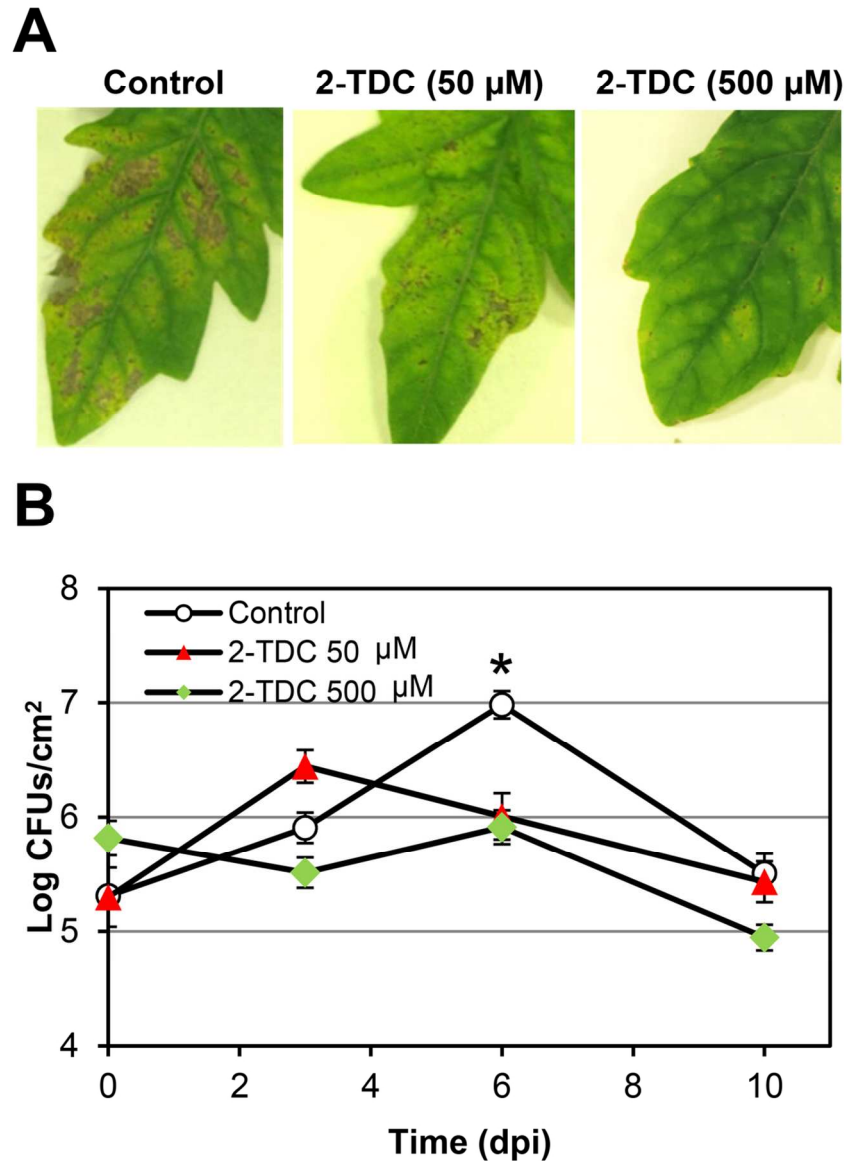 A
Control 2-TDC (50 µM) 2-TDC (500 µM)
B
8
7
6
5
4
Log CFUs/cm²
Control
2-TDC 50 µM
2-TDC 500 µM
*
0 2 4 6 8 10
Time (dpi)